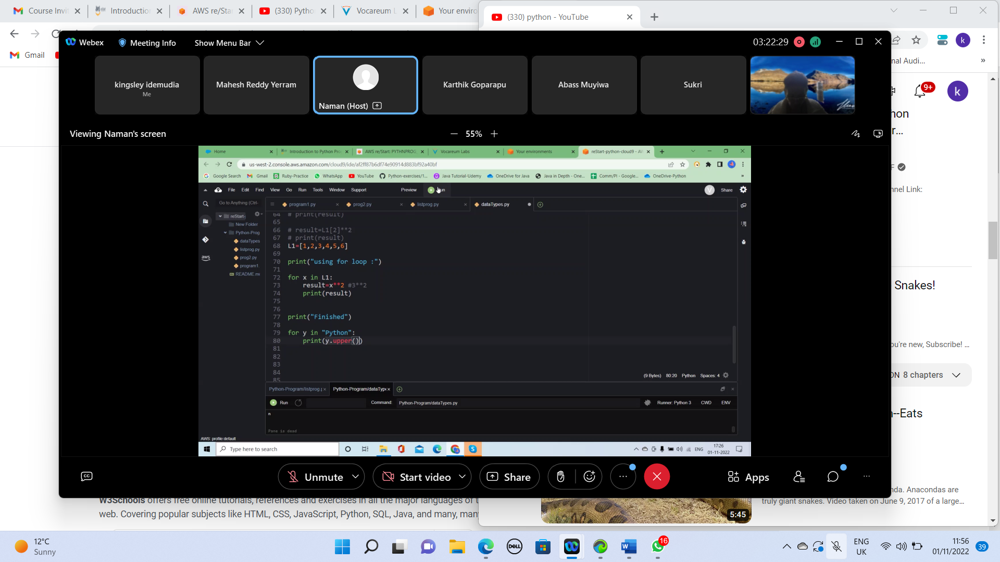 Course Invi
Introduction
AWS re/Sta
(330) Pytho
Vocareum L
Your enviro
(330) python - YouTube
Gmail
nal Audi...
»
Webex
Meeting Info
Show Menu Bar
03:22:29
kingsley idemudia
Me
Mahesh Reddy Yerram
Naman (Host)
Karthik Goparapu
Abass Muyiwa
Sukri
9+
k
Viewing Naman's screen
55%
Home
Introduction to Python Pro
AWS re/Start: PYTHNPROG
Vocareum Labs
Your environments
reStart-python-cloud9 - AW
us-west-2.console.aws.amazon.com/cloud9/ide/af2ff87b6df74e90914d883bf92a40bf
Google Search
Gmail
Ruby-Practice
WhatsApp
YouTube
Python-exercises/1...
Java Tutorial-Udemy
OneDrive for Java
Java in Depth - One...
Comm/PI - Google...
OneDrive-Python
File Edit Find View Go Run Tools Window Support
Preview
Share
Go to Anything (Ctrl-
program1.py
prog2.py
listprog.py
dataTypes.py
reStart-
New Folder
Python-Prog
dataTypes
listprog.py
prog2.py
program1.
README.m
aws
64 # print(result)
65
66 # result=L1[2]**2
67 # print(result)
68 L1=[1,2,3,4,5,6]
69
70 print("using for loop :")
71
72 for x in L1:
73 result=x**2 #3**2
74 print(result)
75
76
77 print("Finished")
78
79 for y in "Python":
80 print(y.upper())
81
82
83
84
85
(9 Bytes) 80:20 Python Spaces: 4
Python-Program/listprog.p
Python-Program/dataType
Run
Command:
Python-Program/dataTypes.py
Runner: Python 3
CWD
ENV
n
Pane is dead
AWS: profile:default
Type here to search
ENG
17:26
01-11-2022
Unmute
Start video
Share
Apps
CC
non
r...
nnel Link:
Snakes!
ou're new, Subscribe! ...
ON 8 chapters
--Eats
nda. Anacondas are
truly giant snakes. Video taken on June 9, 2017 of a large...
5:45
W3Schools offers free online tutorials, references and exercises in all the major languages of t
web. Covering popular subjects like HTML, CSS, JavaScript, Python, SQL, Java, and many, man
12°C
Sunny
DELL
16
ENG
UK
11:56
01/11/2022
39